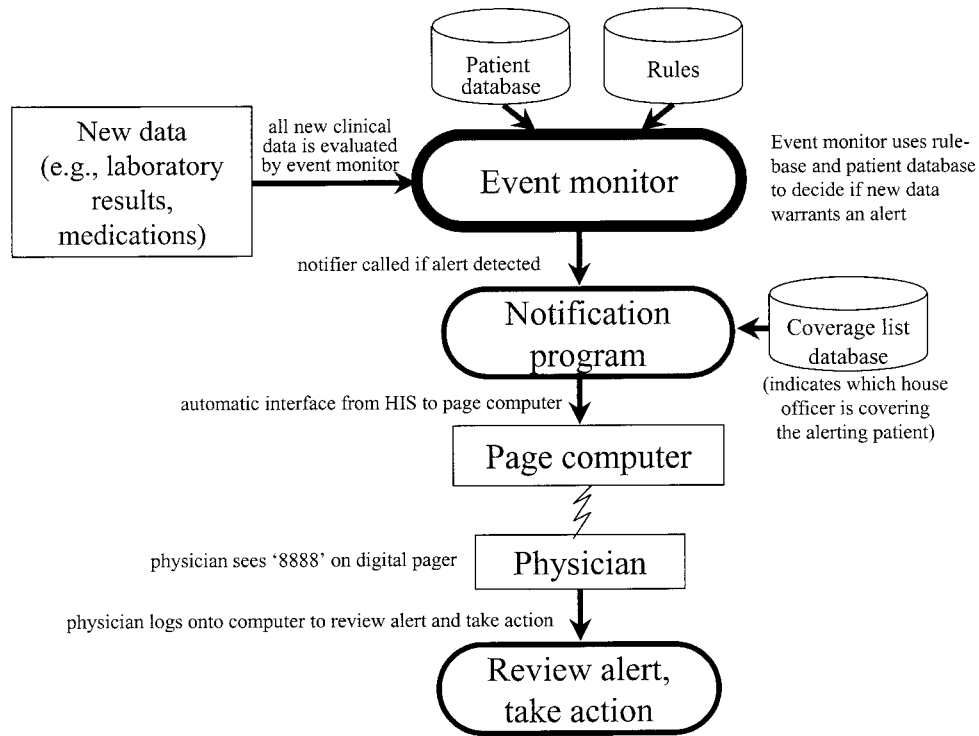 Patient
database
Rules
New data
(e.g., laboratory
results,
medications)
all new clinical
data is evaluated
by event monitor
Event monitor
Event monitor uses rule-
base and patient database
to decide if new data
warrants an alert
notifier called if alert detected
Notification
program
Coverage list
database
(indicates which house
officer is covering
the alerting patient)
automatic interface from HIS to page computer
Page computer
physician sees ‘8888’ on digital pager
Physician
physician logs onto computer to review alert and take action
Review alert,
take action